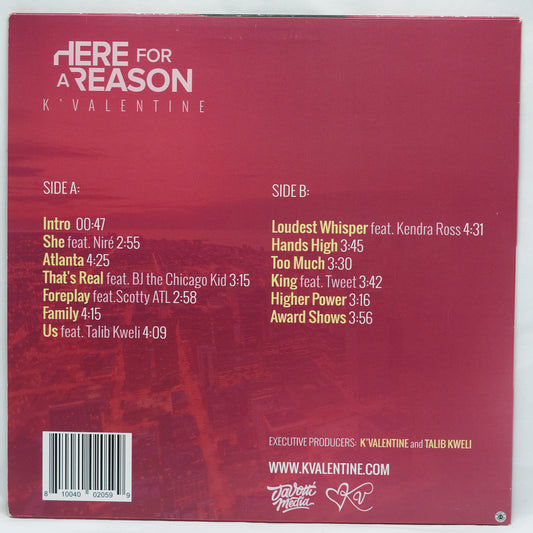 HERE FOR
A REASON
K'VALENTINE
SIDE A:
Intro 00:47
She feat. Niré 2:55
Atlanta 4:25
That's Real feat. BJ the Chicago Kid 3:15
Foreplay feat.Scotty ATL 2:58
Family 4:15
Us feat. Talib Kweli 4:09
SIDE B:
Loudest Whisper feat. Kendra Ross 4:31
Hands High 3:45
Too Much 3:30
King feat. Tweet 3:42
Higher Power 3:16
Award Shows 3:56
EXECUTIVE PRODUCERS: K'VALENTINE and TALIB KWELI
WWW.KVALENTINE.COM
Javotti
Media
KV
8 10040 02059 9